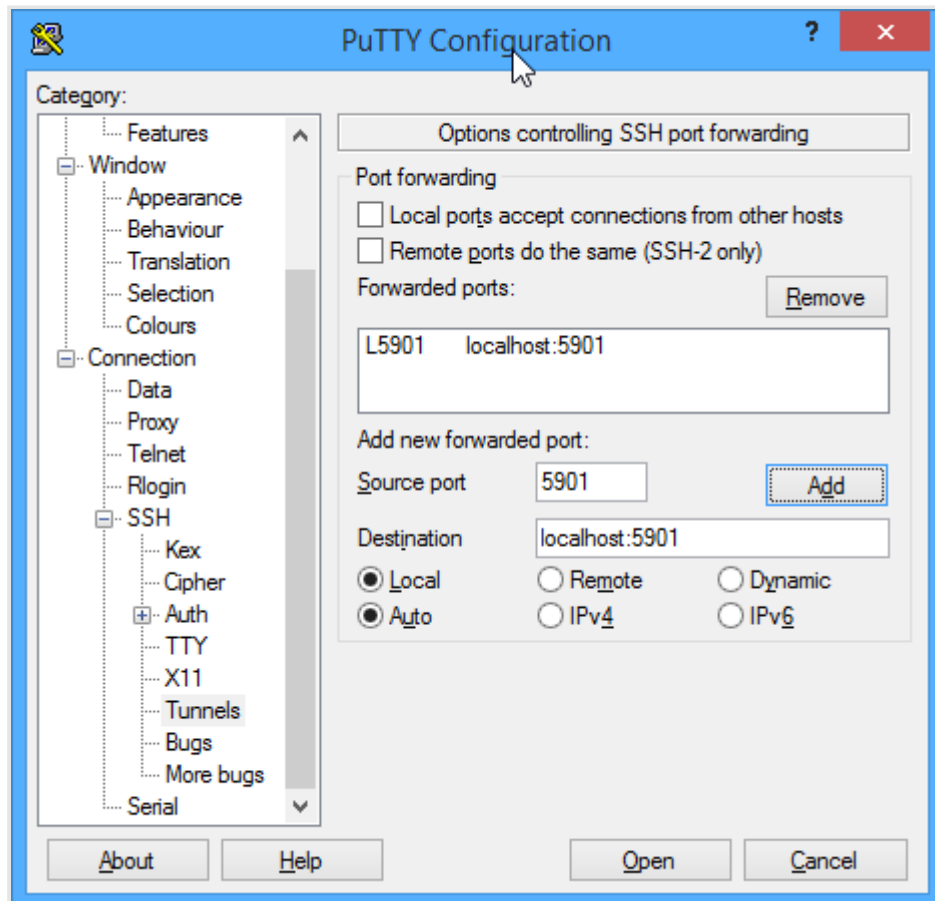 PuTTY Configuration
?
Category:
Features
Window
Appearance
Behaviour
Translation
Selection
Colours
Connection
Data
Proxy
Telnet
Rlogin
SSH
Kex
Cipher
Auth
TTY
X11
Tunnels
Bugs
More bugs
Serial
Options controlling SSH port forwarding
Port forwarding
Local ports accept connections from other hosts
Remote ports do the same (SSH-2 only)
Forwarded ports:
Remove
L5901 localhost:5901
Add new forwarded port:
Source port 5901 Add
Destination localhost:5901
Local Remote Dynamic
Auto IPv4 IPv6
About Help Open Cancel